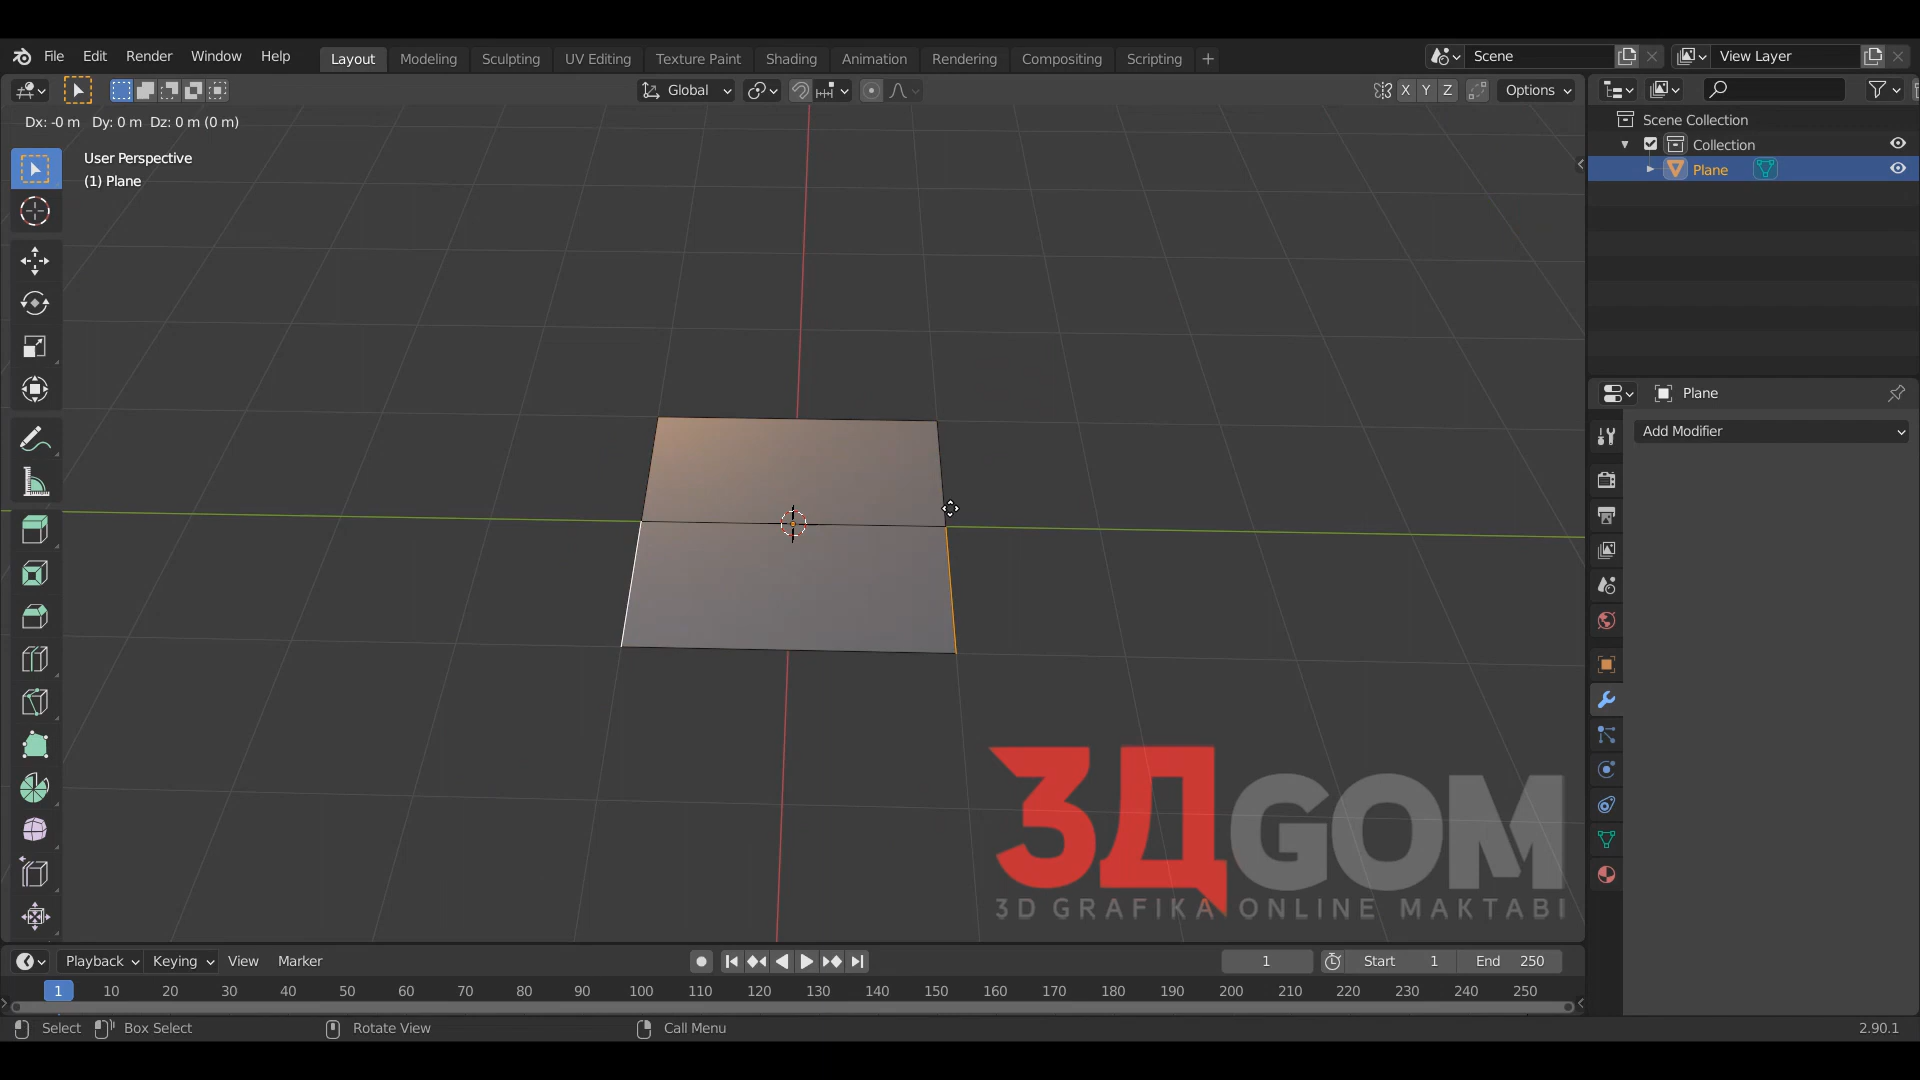 File Edit Render Window Help Layout Modeling Sculpting UV Editing Texture Paint Shading Animation Rendering Compositing Scripting + Scene View Layer
Global X Y Z Options
Dx: -0 m Dy: 0 m Dz: 0 m (0 m)
User Perspective
(1) Plane
Scene Collection
Collection
Plane
Plane
Add Modifier
3ДGOM
3D GRAFIKA ONLINE MAKTABI
Playback Keying View Marker 1 Start 1 End 250
1 10 20 30 40 50 60 70 80 90 100 110 120 130 140 150 160 170 180 190 200 210 220 230 240 250
Select Box Select Rotate View Call Menu 2.90.1